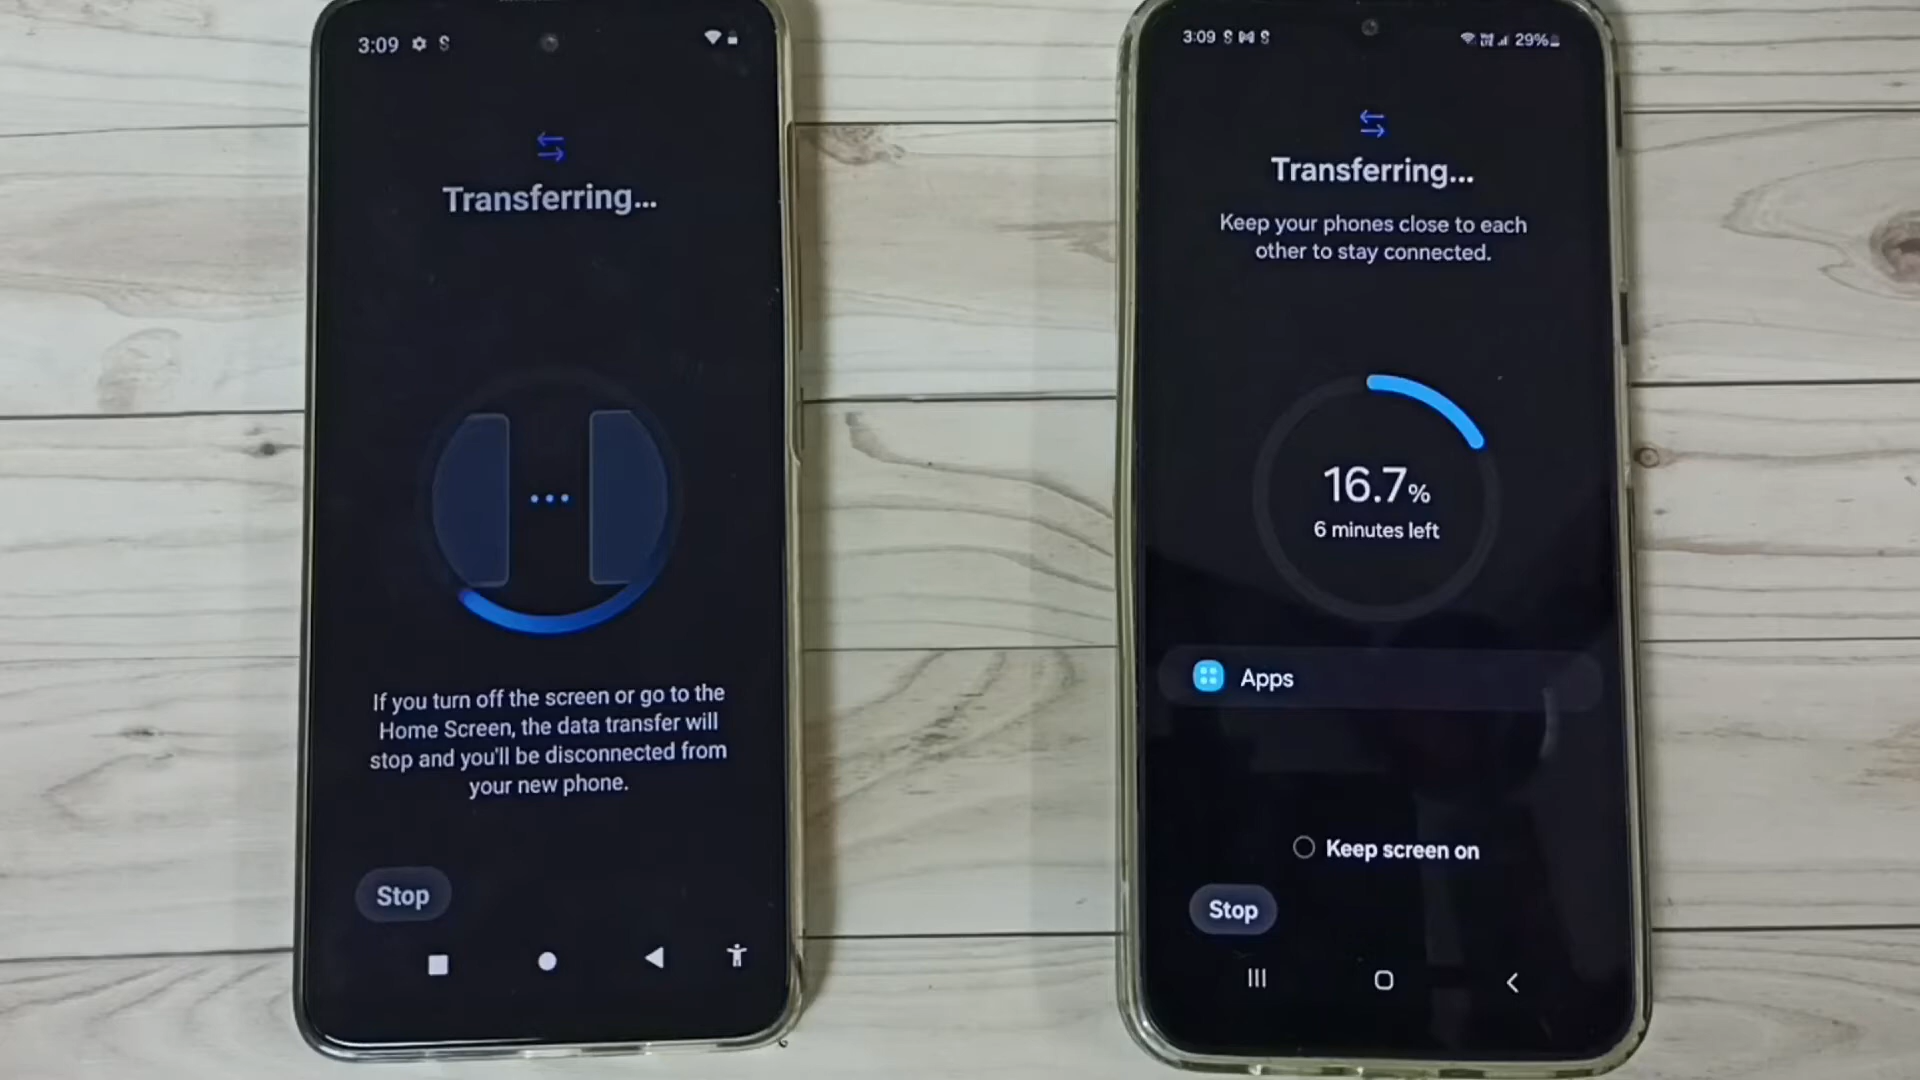 3:09
Transferring...
If you turn off the screen or go to the
Home Screen, the data transfer will
stop and you'll be disconnected from
your new phone.
Stop
3:09
29%
Transferring...
Keep your phones close to each
other to stay connected.
16.7%
6 minutes left
Apps
Keep screen on
Stop